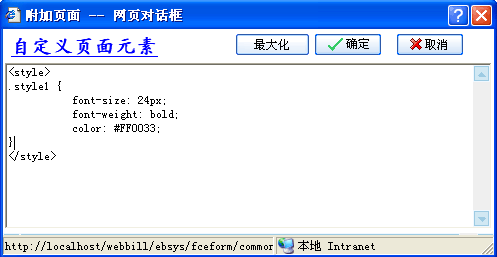 附加页面 -- 网页对话框
自定义页面元素 最大化 确定 取消
<style>
.style1 {
font-size: 24px;
font-weight: bold;
color: #FF0033;
}
</style>
http://localhost/webbill/ebsys/fceform/common 本地 Intranet